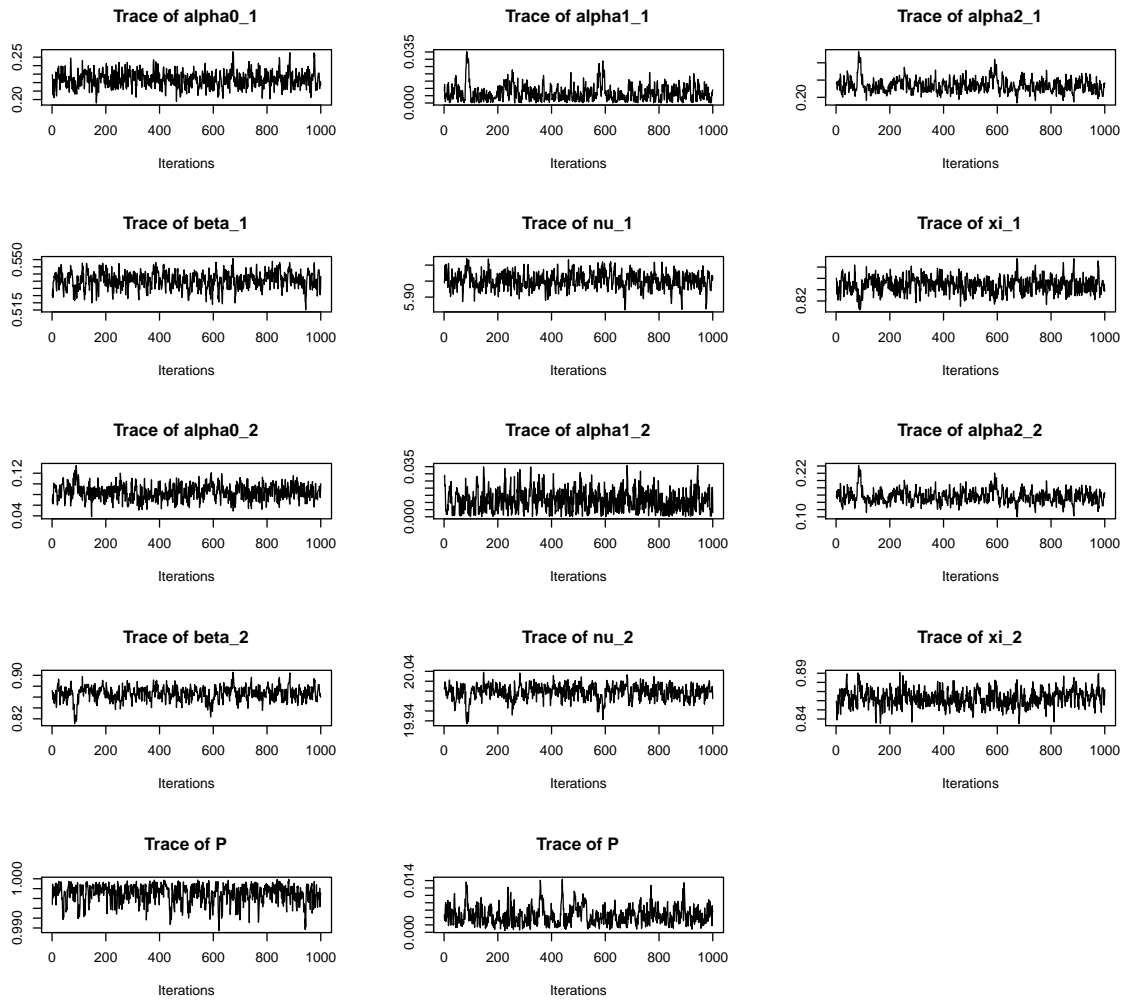 Trace of alpha0_1
0.20 0.25
0 200 400 600 800 1000
Iterations
Trace of alpha1_1
0.000 0.035
0 200 400 600 800 1000
Iterations
Trace of alpha2_1
0.20
0 200 400 600 800 1000
Iterations
Trace of beta_1
0.515 0.550
0 200 400 600 800 1000
Iterations
Trace of nu_1
5.90
0 200 400 600 800 1000
Iterations
Trace of xi_1
0.82
0 200 400 600 800 1000
Iterations
Trace of alpha0_2
0.04 0.12
0 200 400 600 800 1000
Iterations
Trace of alpha1_2
0.000 0.035
0 200 400 600 800 1000
Iterations
Trace of alpha2_2
0.10 0.22
0 200 400 600 800 1000
Iterations
Trace of beta_2
0.82 0.90
0 200 400 600 800 1000
Iterations
Trace of nu_2
19.94 20.04
0 200 400 600 800 1000
Iterations
Trace of xi_2
0.84 0.89
0 200 400 600 800 1000
Iterations
Trace of P
0.990 1.000
0 200 400 600 800 1000
Iterations
Trace of P
0.000 0.014
0 200 400 600 800 1000
Iterations